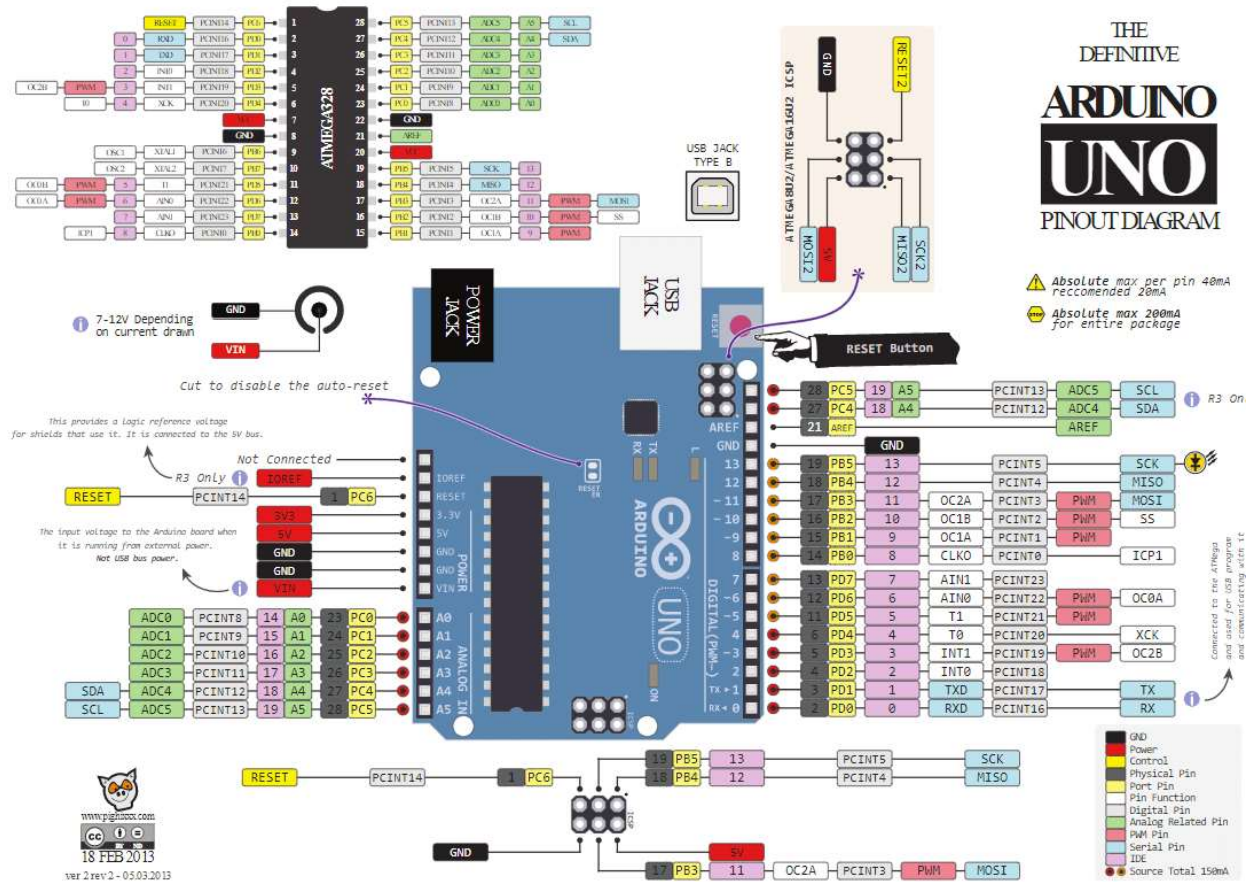 THE
DEFINITIVE
ARDUINO
UNO
PINOUT DIAGRAM
Absolute max per pin 40mA
reccomended 20mA
Absolute max 200mA
for entire package
RESET PCINT14 PC6 1
0 RXD PCINT16 PD0 2
1 TXD PCINT17 PD1 3
2 INT0 PCINT18 PD2 4
OC2B PWM 3 INT1 PCINT19 PD3 5
T0 4 XCK PCINT20 PD4 6
VCC 7
GND 8
OSC1 XTAL1 PCINT6 PB6 9
OSC2 XTAL2 PCINT7 PB7 10
OC0B PWM 5 T1 PCINT21 PD5 11
OC0A PWM 6 AIN0 PCINT22 PD6 12
7 AIN1 PCINT23 PD7 13
ICP1 8 CLKO PCINT0 PB0 14
ATMEGA328
28 PC5 PCINT13 ADC5 A5 SCL
27 PC4 PCINT12 ADC4 A4 SDA
26 PC3 PCINT11 ADC3 A3
25 PC2 PCINT10 ADC2 A2
24 PC1 PCINT9 ADC1 A1
23 PC0 PCINT8 ADC0 A0
22 GND
21 AREF
20
19 PB5 PCINT5 SCK 13
18 PB4 PCINT4 MISO 12
17 PB3 PCINT3 OC2A 11 PWM MOSI
16 PB2 PCINT2 OC1B 10 PWM SS
15 PB1 PCINT1 OC1A 9 PWM
USB JACK
TYPE B
ATMEGA8U2/ATMEGA16U2 ICSP
GND
RESET2
MOSI2
5V
MISO2
SCK2
GND
VIN
7-12V Depending
on current drawn
POWER
JACK
USB
JACK
RESET
RESET Button
Cut to disable the auto-reset
This provides a logic reference voltage
for shields that use it. It is connected to the 5V bus.
Not Connected
R3 Only IOREF
RESET PCINT14 1 PC6
3V3
5V
GND
GND
VIN
The input voltage to the Arduino board when
it is running from external power.
Not USB bus power.
ADC0 PCINT8 14 A0 23 PC0
ADC1 PCINT9 15 A1 24 PC1
ADC2 PCINT10 16 A2 25 PC2
ADC3 PCINT11 17 A3 26 PC3
SDA ADC4 PCINT12 18 A4 27 PC4
SCL ADC5 PCINT13 19 A5 28 PC5
IOREF
RESET
3.3V
5V
GND
GND
VIN
POWER
A0
A1
A2
A3
A4
A5
ANALOG IN
RESET
EN
RX
TX
L
ARDUINO
UNO
ON
ICSP
AREF
GND
13
12
~11
~10
~9
8
7
~6
~5
4
~3
2
TX 1
RX 0
DIGITAL(PWM~)
28 PC5 19 A5 PCINT13 ADC5 SCL
27 PC4 18 A4 PCINT12 ADC4 SDA
21 AREF AREF
GND
19 PB5 13 PCINT5 SCK
18 PB4 12 PCINT4 MISO
17 PB3 11 OC2A PCINT3 PWM MOSI
16 PB2 10 OC1B PCINT2 PWM SS
15 PB1 9 OC1A PCINT1 PWM
14 PB0 8 CLKO PCINT0 ICP1
13 PD7 7 AIN1 PCINT23
12 PD6 6 AIN0 PCINT22 PWM OC0A
11 PD5 5 T1 PCINT21 PWM
6 PD4 4 T0 PCINT20 XCK
5 PD3 3 INT1 PCINT19 PWM OC2B
4 PD2 2 INT0 PCINT18
3 PD1 1 TXD PCINT17 TX
2 PD0 0 RXD PCINT16 RX
R3 On
Connected to the ATMega
and used for USB program
and communicating with it
RESET PCINT14 1 PC6
19 PB5 13 PCINT5 SCK
18 PB4 12 PCINT4 MISO
ICSP
GND
5V
17 PB3 11 OC2A PCINT3 PWM MOSI
GND
Power
Control
Physical Pin
Port Pin
Pin Function
Digital Pin
Analog Related Pin
PWM Pin
Serial Pin
IDE
Source Total 150mA
www.pighixxx.com
cc
BY ND
18 FEB 2013
ver 2 rev 2 - 05.03.2013